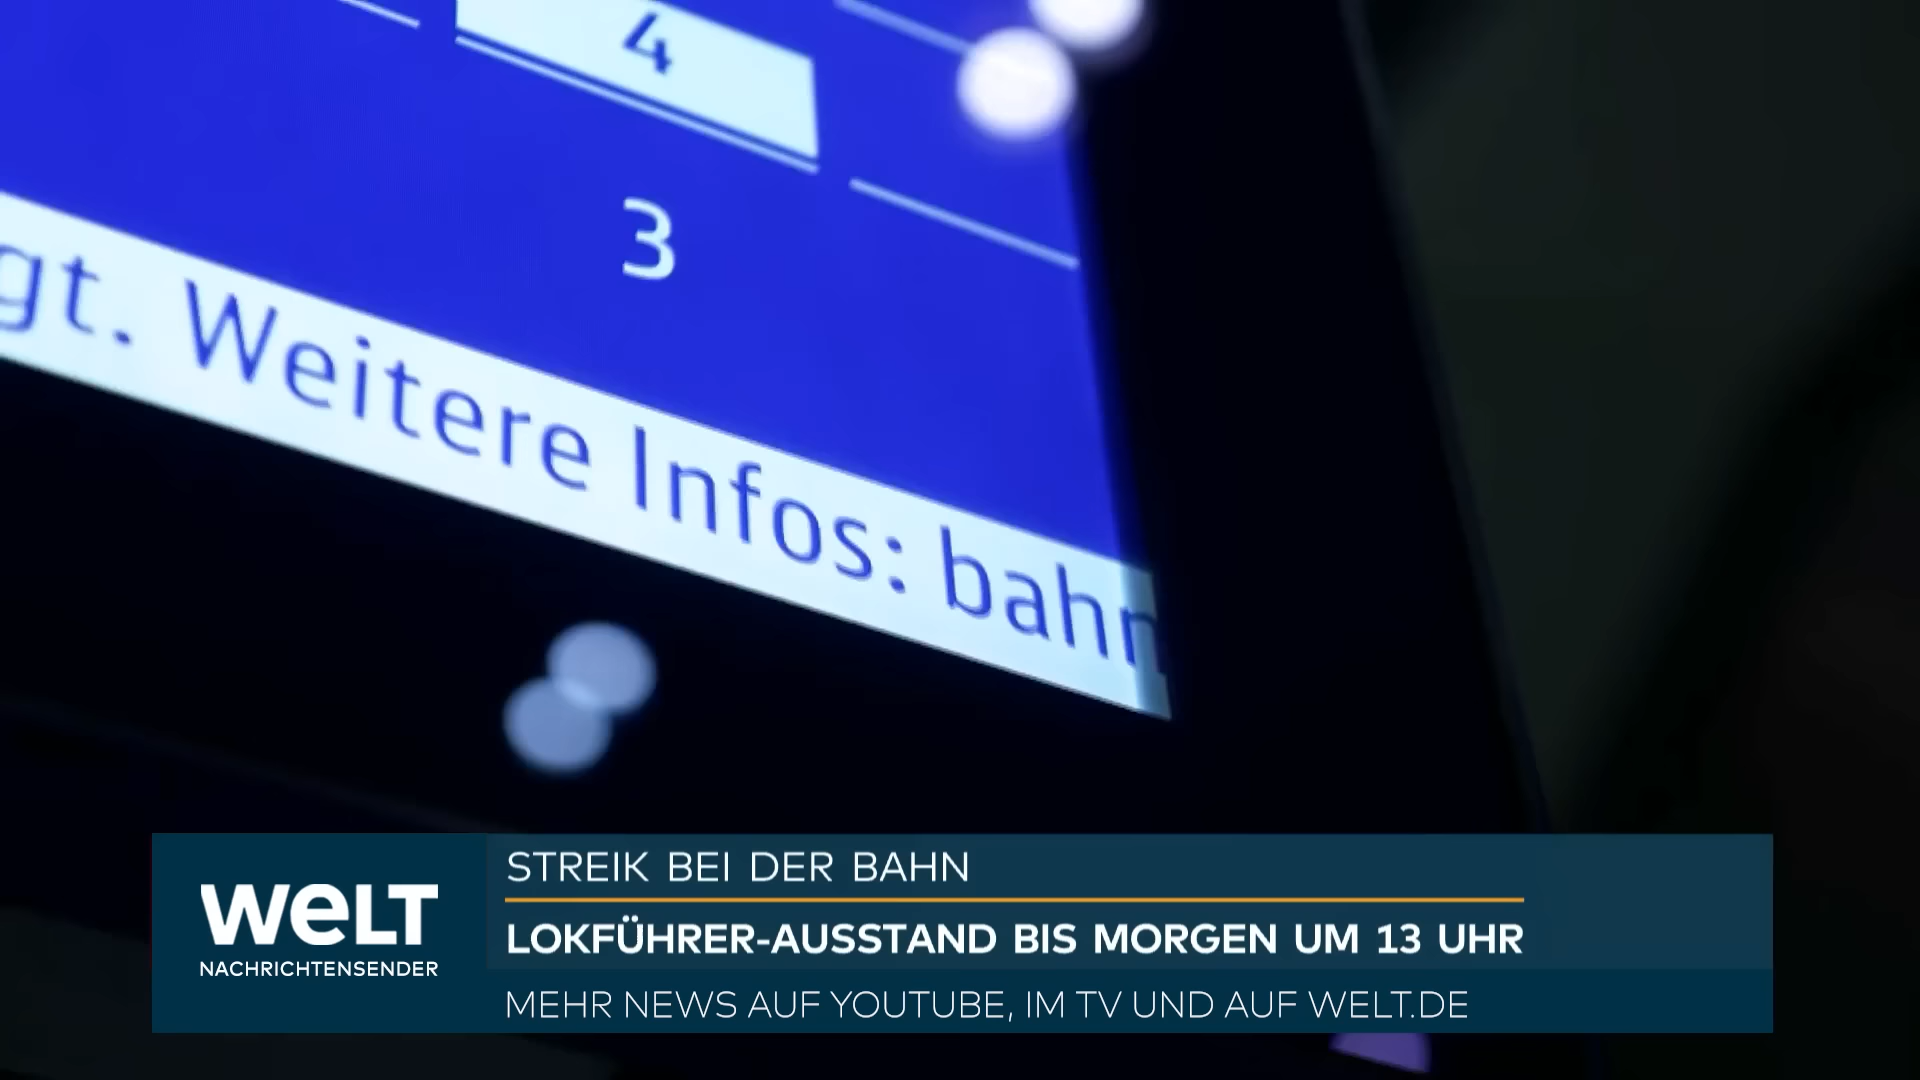 4
3
gt. Weitere Infos: bahn
STREIK BEI DER BAHN
LOKFÜHRER-AUSSTAND BIS MORGEN UM 13 UHR
MEHR NEWS AUF YOUTUBE, IM TV UND AUF WELT.DE
WELT
NACHRICHTENSENDER